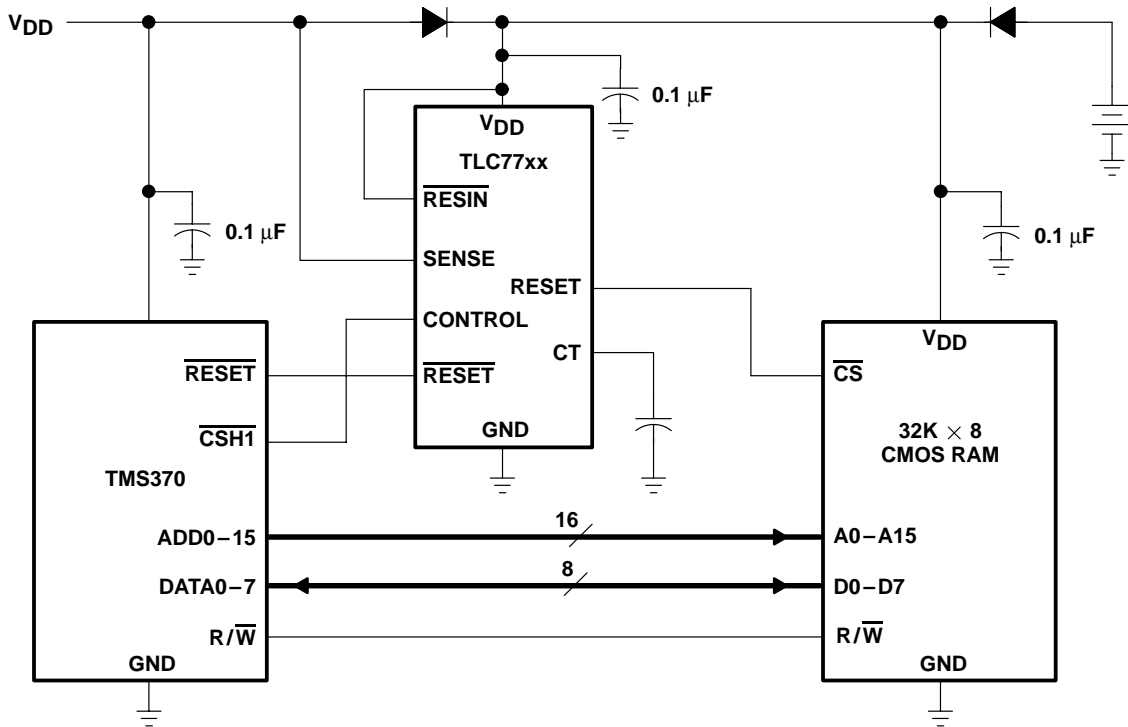 VDD
0.1 μF
VDD
TLC77xx
RESIN
0.1 μF
0.1 μF
SENSE
RESET
CONTROL
VDD
CT
RESET
RESET
CS
CSH1
GND
32K × 8
CMOS RAM
TMS370
16
ADD0–15
A0–A15
8
DATA0–7
D0–D7
R/W
R/W
GND
GND